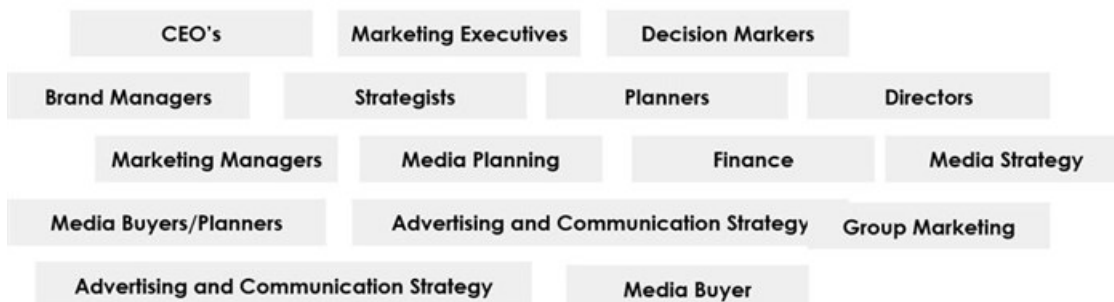 CEO's Marketing Executives Decision Markers
Brand Managers Strategists Planners Directors
Marketing Managers Media Planning Finance Media Strategy
Media Buyers/Planners Advertising and Communication Strategy Group Marketing
Advertising and Communication Strategy Media Buyer